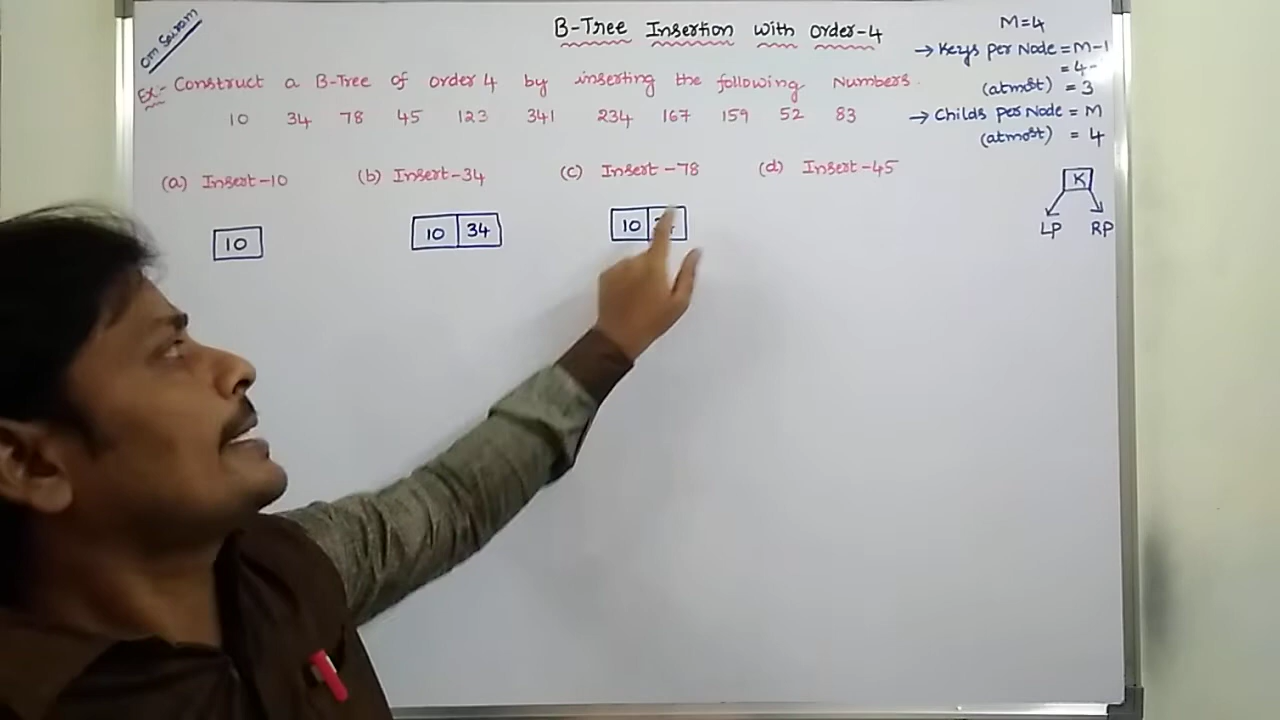 Om Sairam
B-Tree Insertion with Order-4
M=4
→ Keys per Node = M-1
= 4-
(atmost) = 3
→ Childs per Node = M
(atmost) = 4
Ex:- Construct a B-Tree of order 4 by inserting the following Numbers.
10 34 78 45 123 341 234 167 159 52 83
(a) Insert-10 (b) Insert-34 (c) Insert-78 (d) Insert-45
10 10 34 10
K
LP RP